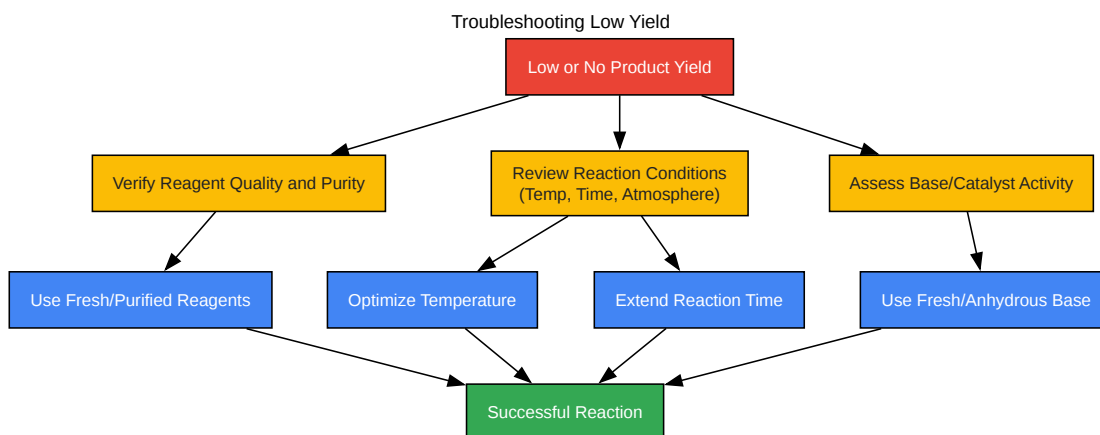 Troubleshooting Low Yield
Low or No Product Yield
Verify Reagent Quality and Purity
Review Reaction Conditions
(Temp, Time, Atmosphere)
Assess Base/Catalyst Activity
Use Fresh/Purified Reagents
Optimize Temperature
Extend Reaction Time
Use Fresh/Anhydrous Base
Successful Reaction